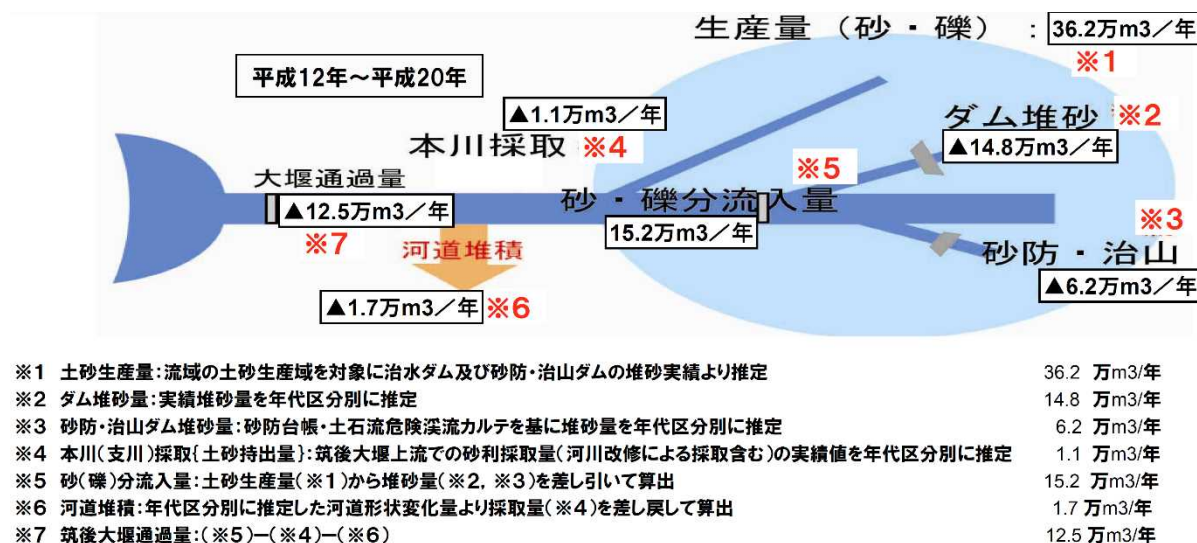 生産量(砂・礫) : 36.2万m3/年
※1
平成12年~平成20年
▲1.1万m3/年
ダム堆砂 ※2
本川採取 ※4
▲14.8万m3/年
※5
大堰通過量
砂・礫分流入量
▲12.5万m3/年
15.2万m3/年
※3
※7
河道堆積
砂防・治山
▲6.2万m3/年
▲1.7万m3/年 ※6
※1 土砂生産量:流域の土砂生産域を対象に治水ダム及び砂防・治山ダムの堆砂実績より推定 36.2 万m3/年
※2 ダム堆砂量:実績堆砂量を年代区分別に推定 14.8 万m3/年
※3 砂防・治山ダム堆砂量:砂防台帳・土石流危険渓流カルテを基に堆砂量を年代区分別に推定 6.2 万m3/年
※4 本川(支川)採取{土砂持出量}:筑後大堰上流での砂利採取量(河川改修による採取含む)の実績値を年代区分別に推定 1.1 万m3/年
※5 砂(礫)分流入量:土砂生産量(※1)から堆砂量(※2, ※3)を差し引いて算出 15.2 万m3/年
※6 河道堆積:年代区分別に推定した河道形状変化量より採取量(※4)を差し戻して算出 1.7 万m3/年
※7 筑後大堰通過量:(※5)ー(※4)ー(※6) 12.5 万m3/年